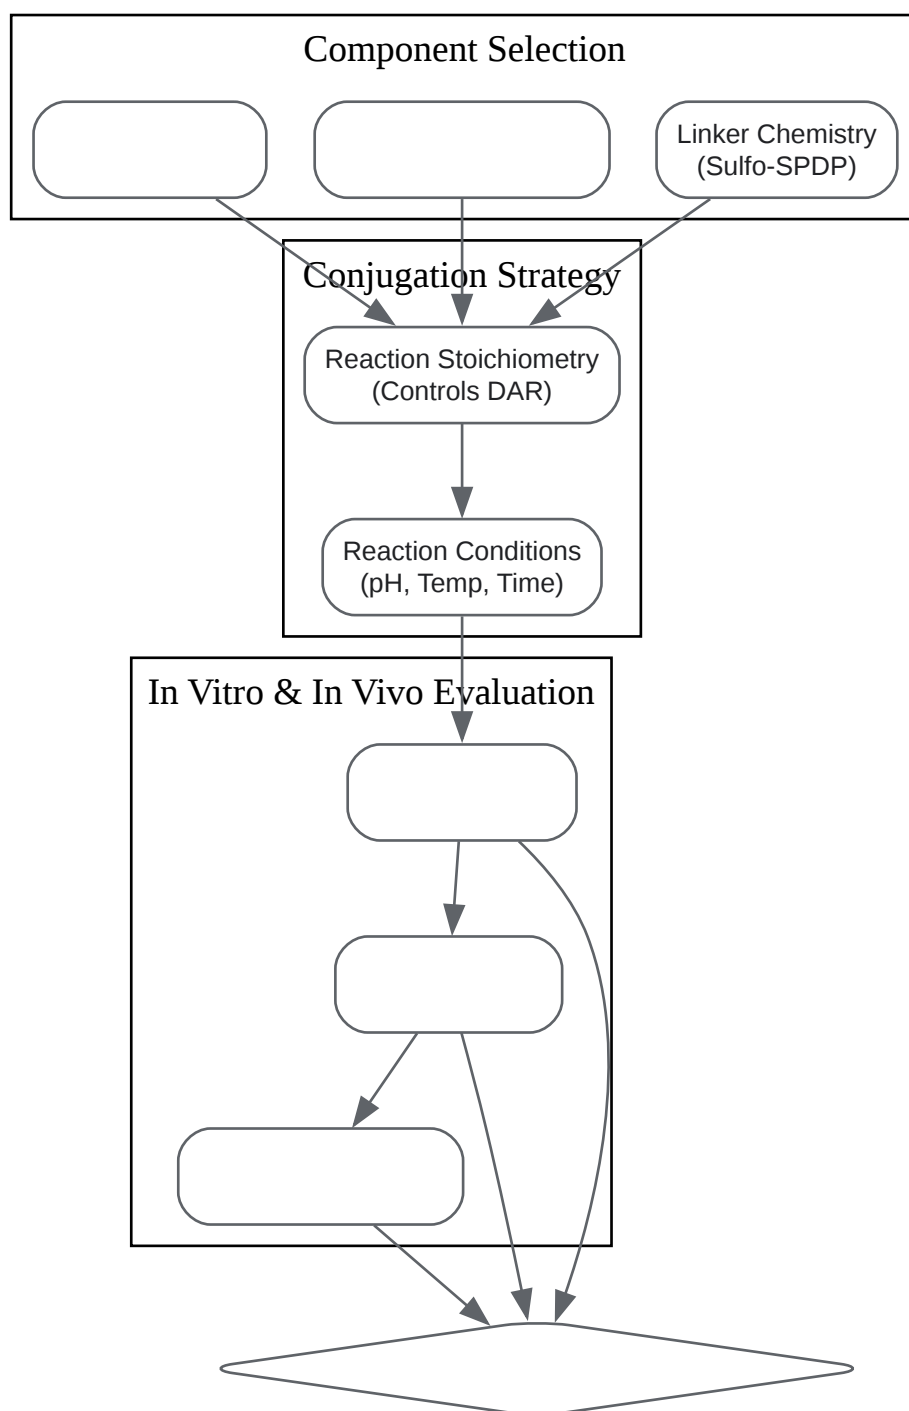 Component Selection
Linker Chemistry
(Sulfo-SPDP)
Conjugation Strategy
Reaction Stoichiometry
(Controls DAR)
Reaction Conditions
(pH, Temp, Time)
In Vitro & In Vivo Evaluation